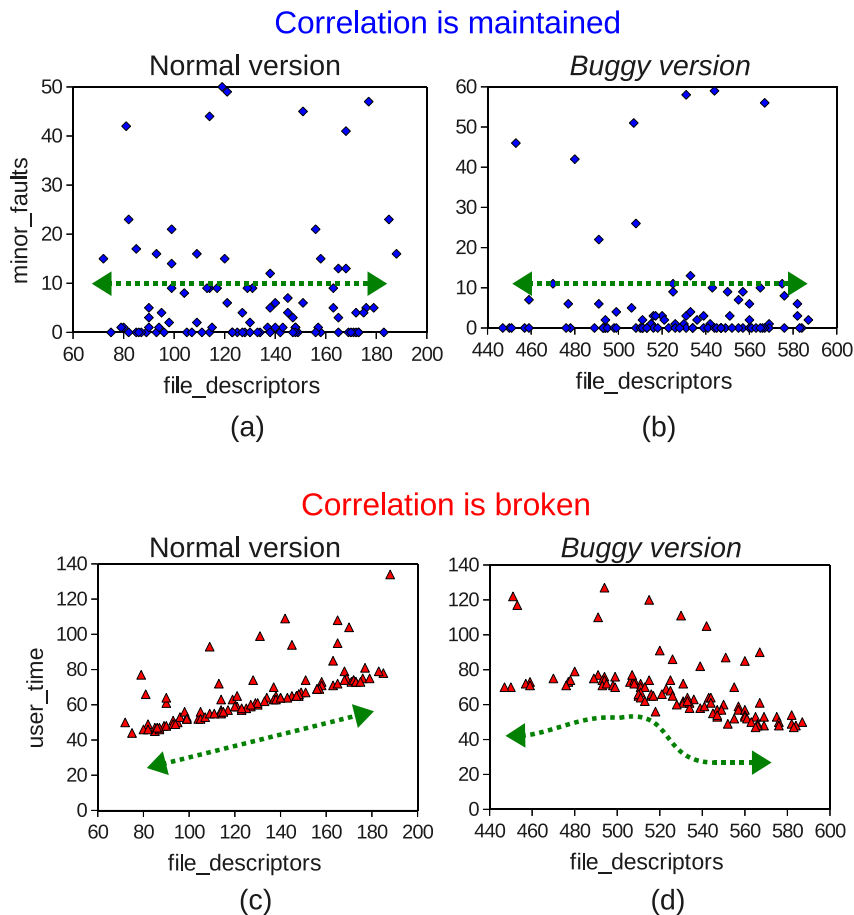 Correlation is maintained
Normal version
Buggy version
50
40
30
20
10
0
minor_faults
60 80 100 120 140 160 180 200
file_descriptors
(a)
60
50
40
30
20
10
0
440 460 480 500 520 540 560 580 600
file_descriptors
(b)
Correlation is broken
Normal version
Buggy version
140
120
100
80
60
40
20
0
user_time
60 80 100 120 140 160 180 200
file_descriptors
(c)
140
120
100
80
60
40
20
0
440 460 480 500 520 540 560 580 600
file_descriptors
(d)